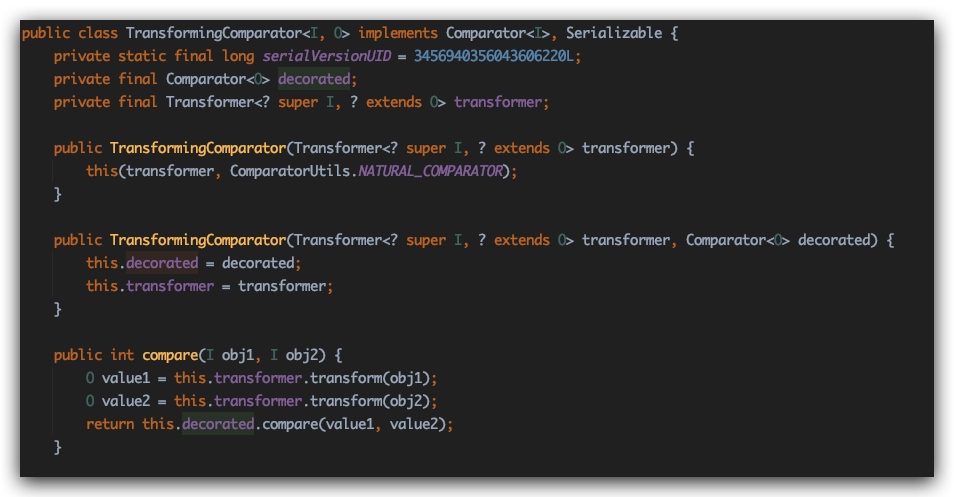 public class TransformingComparator<I, O> implements Comparator<I>, Serializable {
    private static final long serialVersionUID = 3456940356043606220L;
    private final Comparator<O> decorated;
    private final Transformer<? super I, ? extends O> transformer;

    public TransformingComparator(Transformer<? super I, ? extends O> transformer) {
        this(transformer, ComparatorUtils.NATURAL_COMPARATOR);
    }

    public TransformingComparator(Transformer<? super I, ? extends O> transformer, Comparator<O> decorated) {
        this.decorated = decorated;
        this.transformer = transformer;
    }

    public int compare(I obj1, I obj2) {
        O value1 = this.transformer.transform(obj1);
        O value2 = this.transformer.transform(obj2);
        return this.decorated.compare(value1, value2);
    }